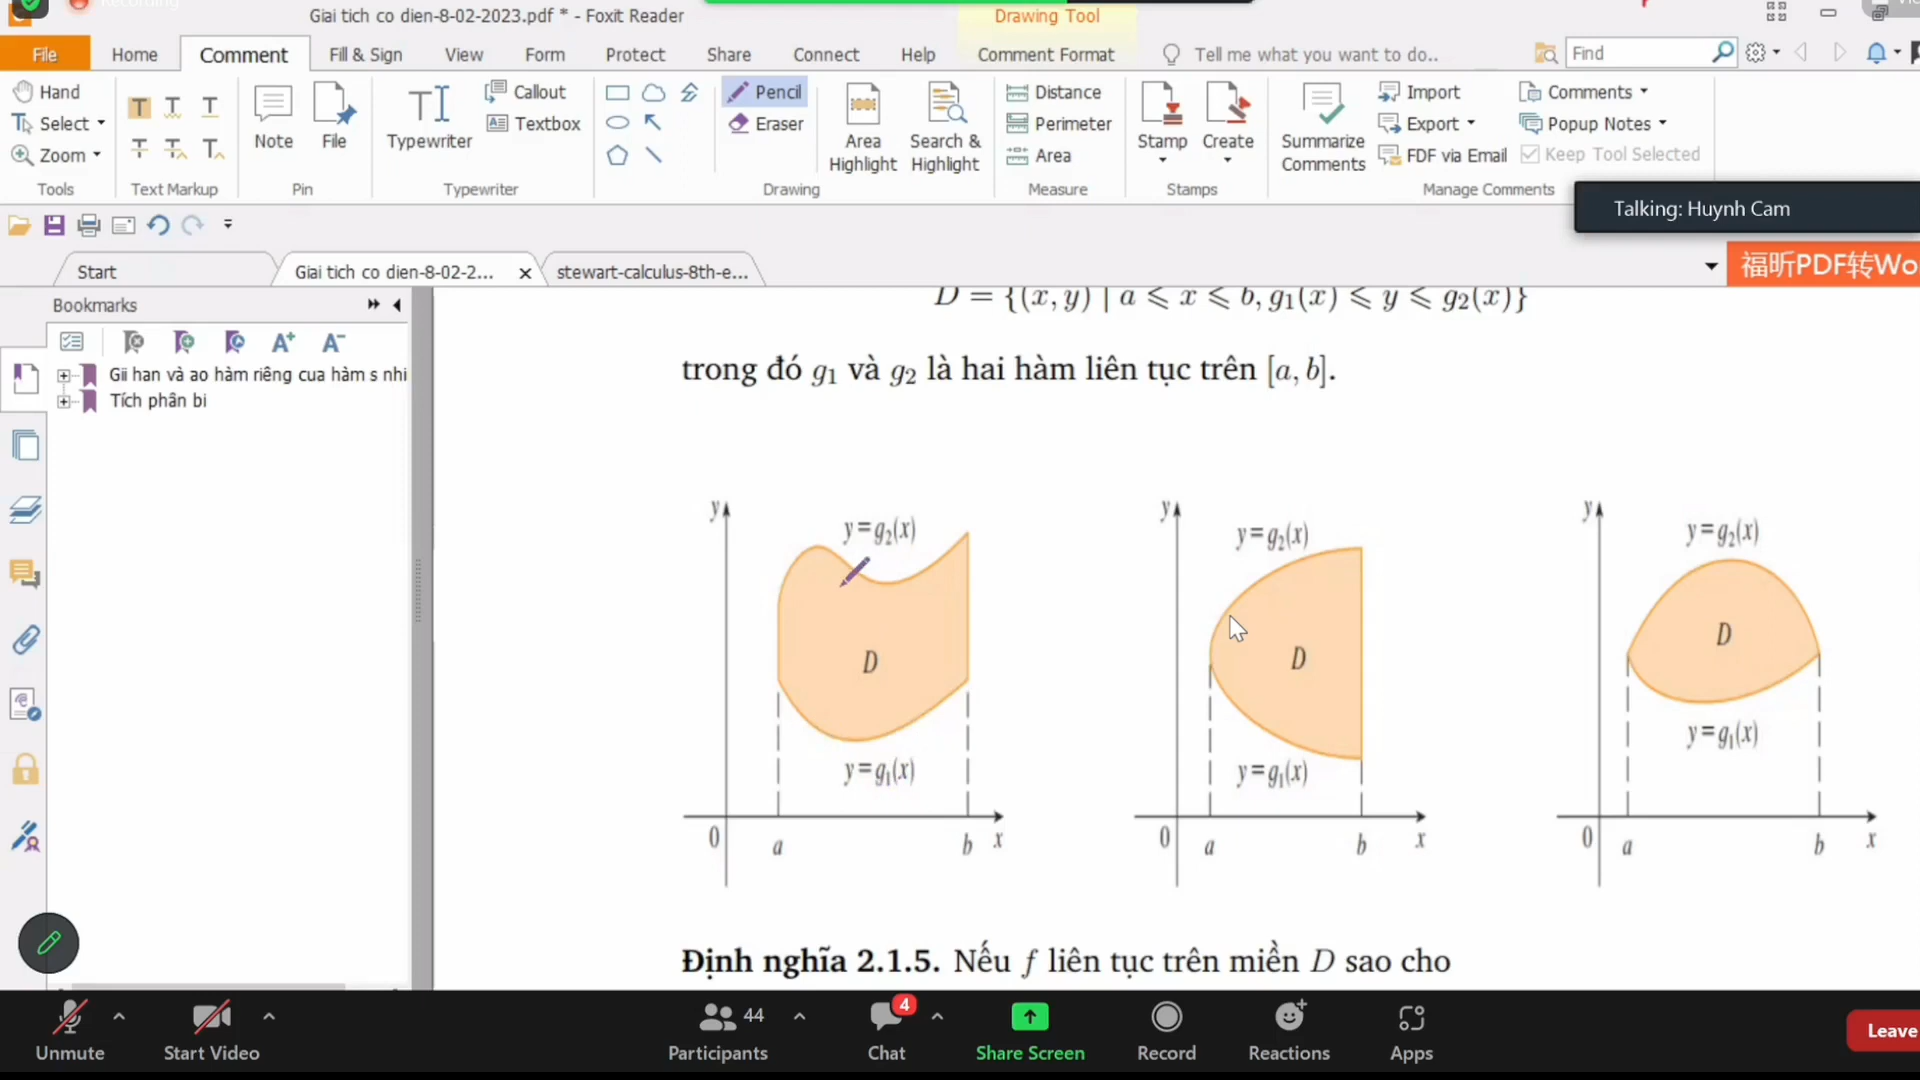 Recording
Giai tich co dien-8-02-2023.pdf * - Foxit Reader
Drawing Tool
File
Home
Comment
Fill & Sign
View
Form
Protect
Share
Connect
Help
Comment Format
Tell me what you want to do..
Find
Hand
Select
Zoom
Tools
Text Markup
Note
File
Pin
Typewriter
Callout
Textbox
Typewriter
Pencil
Eraser
Area Highlight
Search & Highlight
Drawing
Distance
Perimeter
Area
Measure
Stamp
Create
Stamps
Summarize Comments
Import
Export
FDF via Email
Comments
Popup Notes
Keep Tool Selected
Manage Comments
Talking: Huynh Cam
Start
Giai tich co dien-8-02-2...
stewart-calculus-8th-e...
福昕PDF转Wo
Bookmarks
Gii han và ao hàm riêng cua hàm s nhi
Tích phân bi
D = {(x, y) | a ⩽ x ⩽ b, g₁(x) ⩽ y ⩽ g₂(x)}
trong đó g₁ và g₂ là hai hàm liên tục trên [a, b].
y
y=g₂(x)
D
y=g₁(x)
0
a
b
x
y
y=g₂(x)
D
y=g₁(x)
0
a
b
x
y
y=g₂(x)
D
y=g₁(x)
0
a
b
x
Định nghĩa 2.1.5. Nếu f liên tục trên miền D sao cho
Unmute
Start Video
44
Participants
4
Chat
Share Screen
Record
Reactions
Apps
Leave